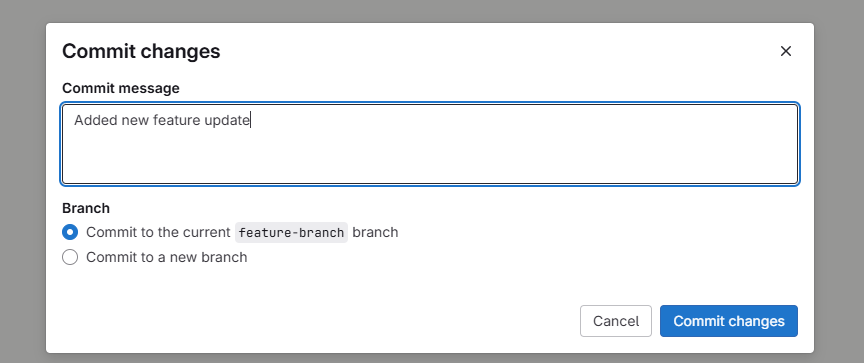 Commit changes
Commit message
Added new feature update
Branch
Commit to the current feature-branch branch
Commit to a new branch
Cancel
Commit changes